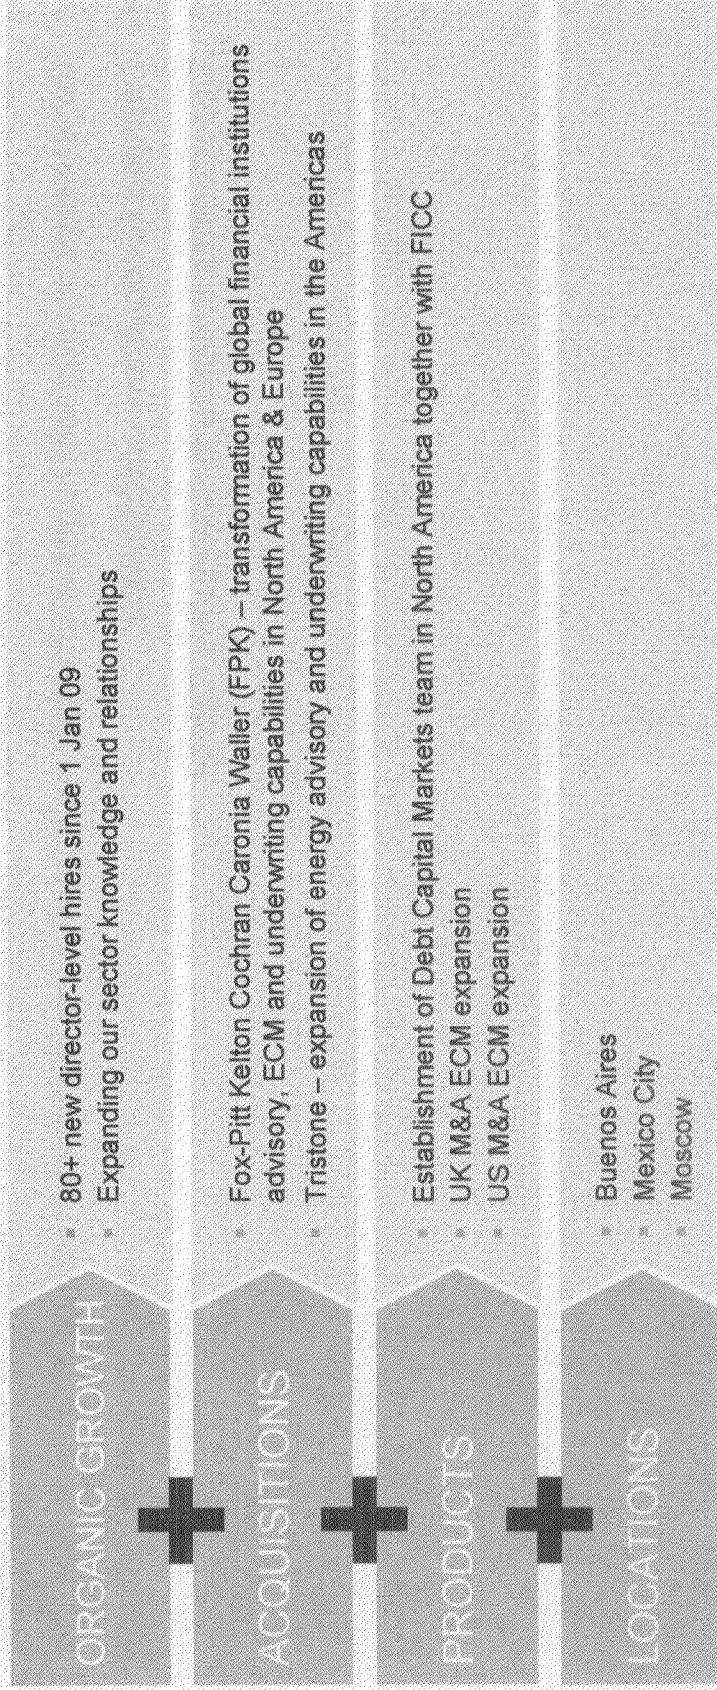 ORGANIC GROWTH
80+ new director-level hires since 1 Jan 09
Expanding our sector knowledge and relationships
ACQUISITIONS
Fox-Pitt Kelton Cochran Caronia Waller (FPK) – transformation of global financial institutions
advisory, ECM and underwriting capabilities in North America & Europe
Tristone – expansion of energy advisory and underwriting capabilities in the Americas
PRODUCTS
Establishment of Debt Capital Markets team in North America together with FICC
UK M&A ECM expansion
US M&A ECM expansion
LOCATIONS
Buenos Aires
Mexico City
Moscow